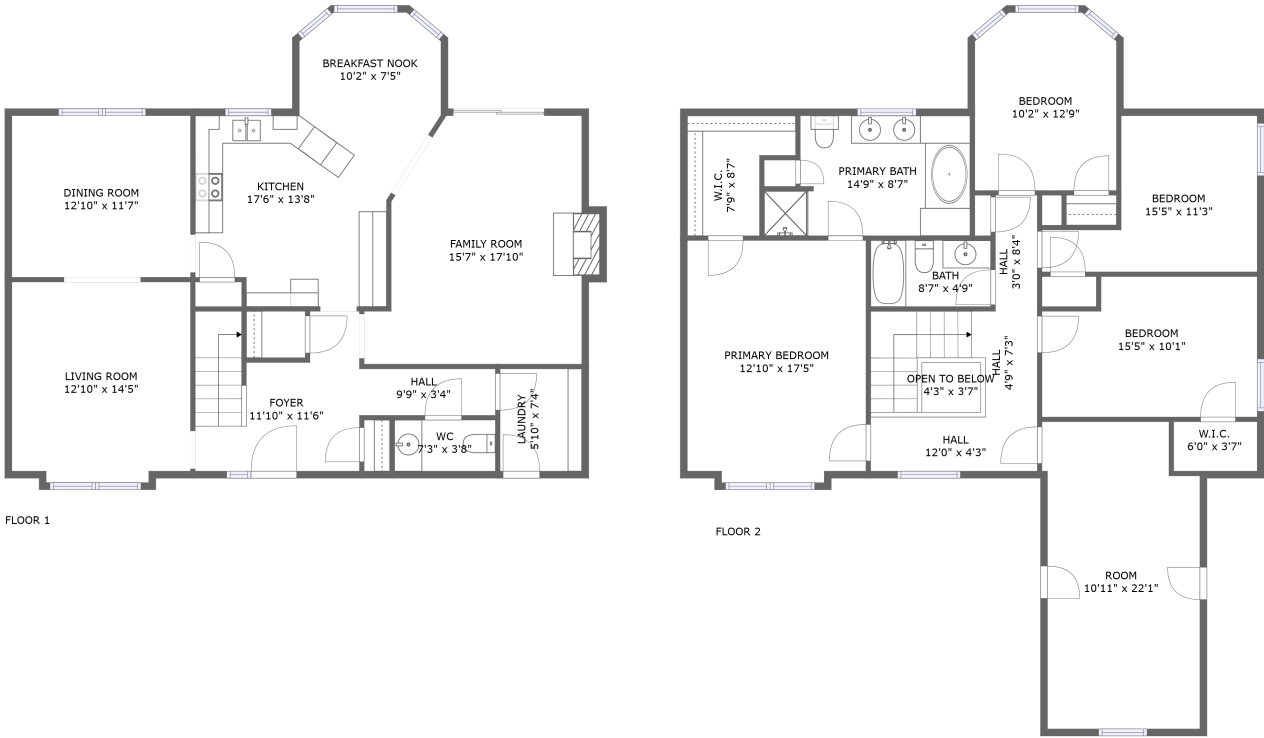 BREAKFAST NOOK
10'2" x 7'5"
DINING ROOM
12'10" x 11'7"
KITCHEN
17'6" x 13'8"
FAMILY ROOM
15'7" x 17'10"
LIVING ROOM
12'10" x 14'5"
FOYER
11'10" x 11'6"
HALL
9'9" x 3'4"
WC
7'3" x 3'8"
LAUNDRY
5'10" x 7'4"
FLOOR 1
BEDROOM
10'2" x 12'9"
W.I.C.
7'9" x 8'7"
PRIMARY BATH
14'9" x 8'7"
BEDROOM
15'5" x 11'3"
HALL
3'0" x 8'4"
BATH
8'7" x 4'9"
PRIMARY BEDROOM
12'10" x 17'5"
OPEN TO BELOW
4'3" x 3'7"
HALL
4'9" x 7'3"
BEDROOM
15'5" x 10'1"
HALL
12'0" x 4'3"
W.I.C.
6'0" x 3'7"
ROOM
10'11" x 22'1"
FLOOR 2